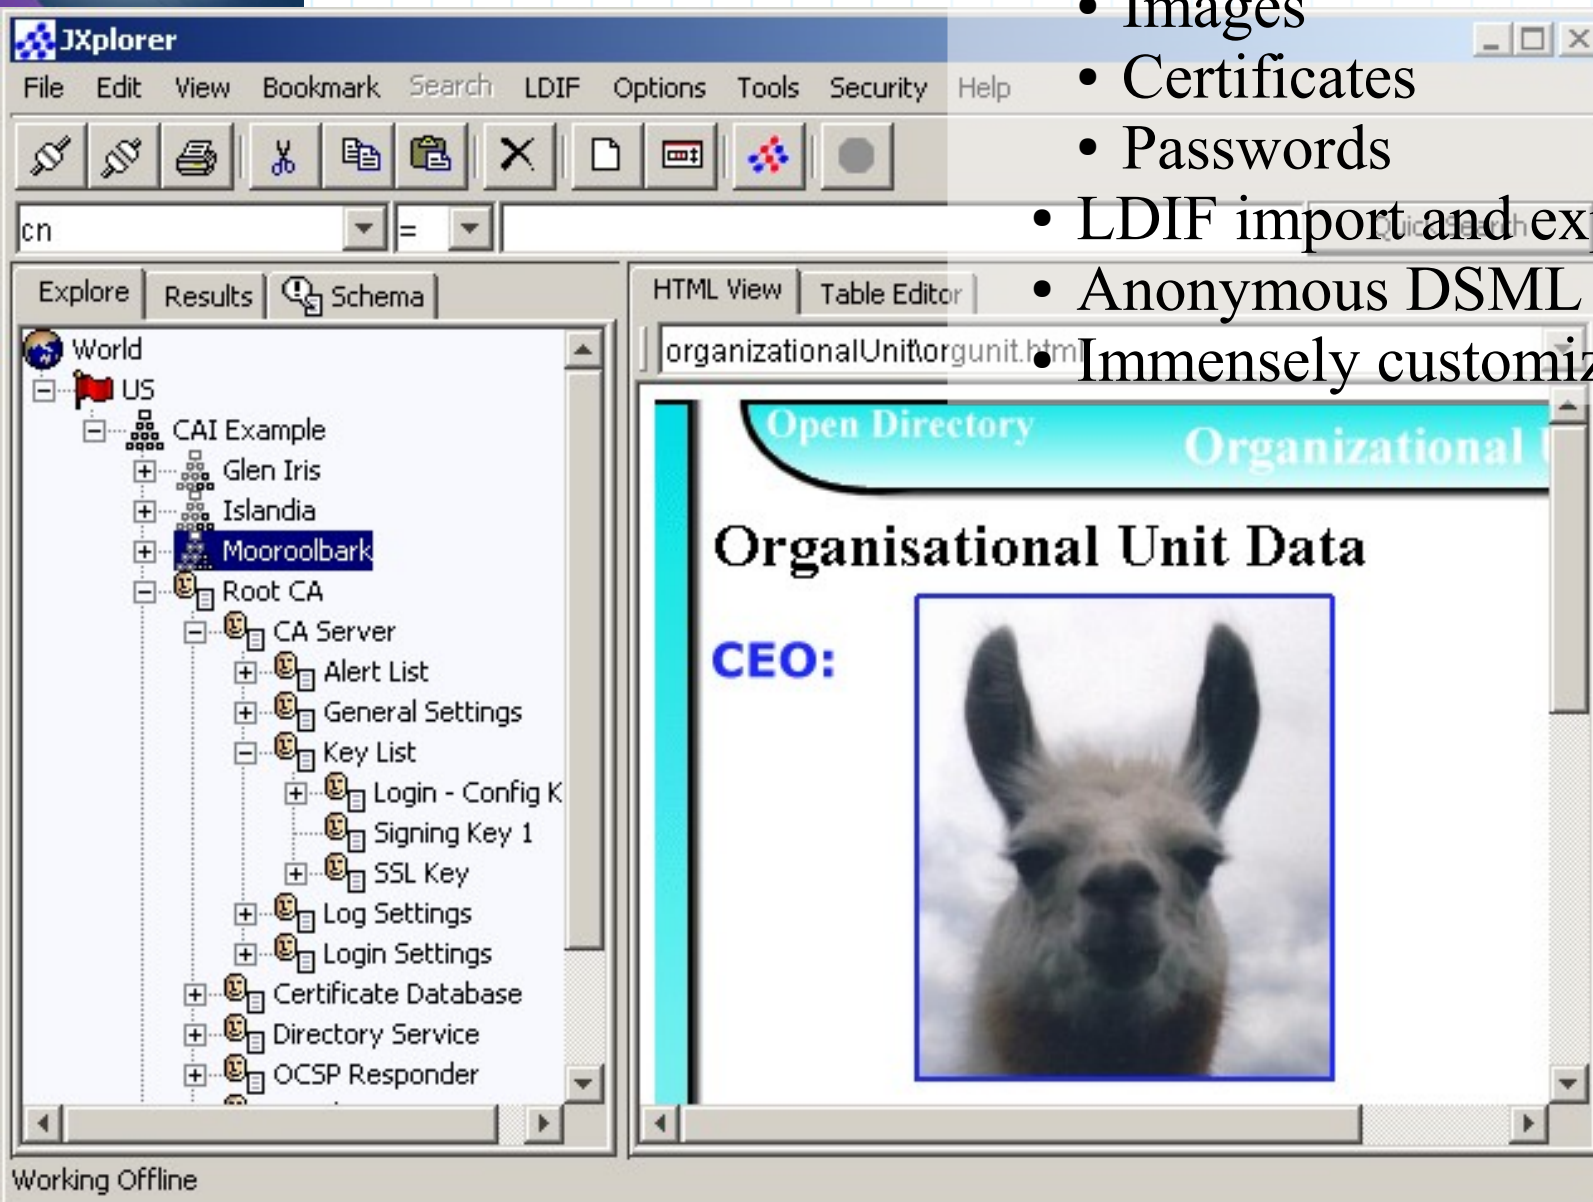 Images
JXplorer
• Certificates
File Edit View Bookmark Search LDIF Options Tools Security Help
• Passwords
cn =
• LDIF import and
Quick Search
Explore Results Schema
HTML View Table Editor
• Anonymous DSML
organizationalUnit\orgunit.html
• Immensely
World
US
CAI Example
Glen Iris
Islandia
Mooroolbark
Root CA
CA Server
Alert List
General Settings
Key List
Login - Config K
Signing Key 1
SSL Key
Log Settings
Login Settings
Certificate Database
Directory Service
OCSP Responder
Open Directory
Organizational
Organisational Unit Data
CEO:
Working Offline